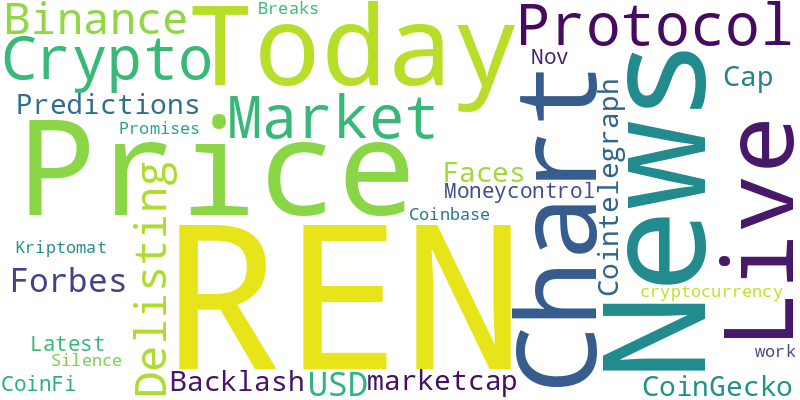 Binance
Breaks
Today
Protocol
Crypto
Nov
News
Cap
Predictions
Market
Chart
Cointelegraph
Promises
Price
Live
Faces
Delisting
Moneycontrol
Coinbase
REN
Kriptomat
Forbes
cryptocurrency
Latest
Silence
work
CoinFi
Backlash
USD
marketcap
CoinGecko